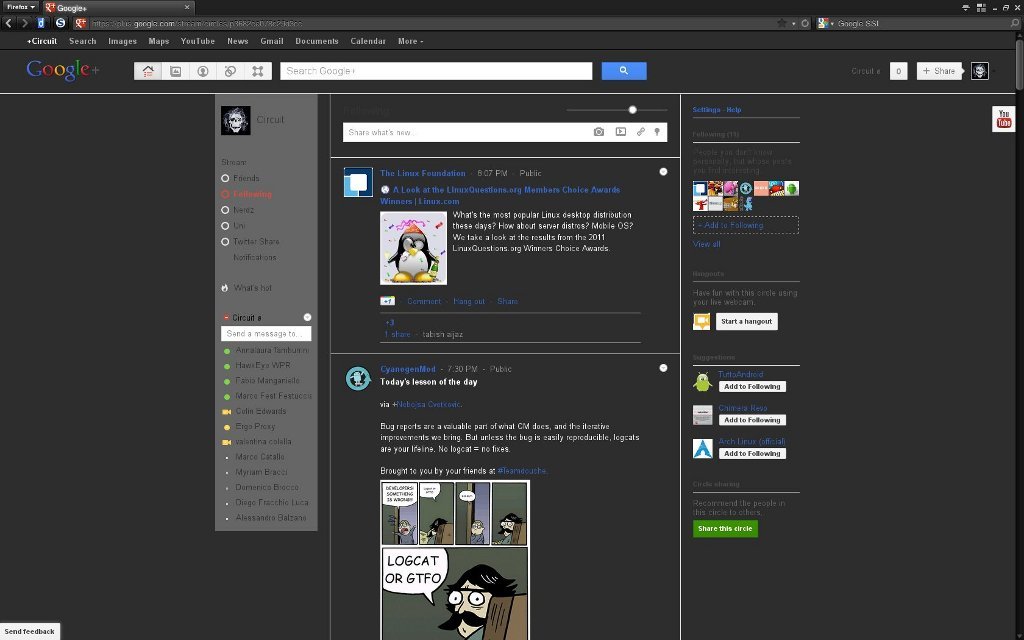 Firefox
Google+
https://plus.google.com/stream/circles/
Google SSL
+Circuit Search Images Maps YouTube News Gmail Documents Calendar More
Google+
Search Google+
Circuit a
0
+ Share
Circuit
Stream
Friends
Following
Nerdz
Uni
Twitter Share
Notifications
What's hot
Circuit a
Send a message to...
Annalaura Tamburrini
HawkEye WPR
Fabio Manganiello
Marco Fest Festuccia
Colin Edwards
Ergo Proxy
valentina colella
Marco Catallo
Myriam Bracci
Domenico Briocco
Diego Fracchio Luca
Alessandro Balzano
Send feedback
Following
Share what's new...
The Linux Foundation - 6:07 PM - Public
A Look at the LinuxQuestions.org Members Choice Awards
Winners | Linux.com
What's the most popular Linux desktop distribution
these days? How about server distros? Mobile OS?
We take a look at the results from the 2011
LinuxQuestions.org Winners Choice Awards.
+1 - Comment - Hang out - Share
+3
1 share - tabish aijaz
CyanogenMod - 7:30 PM - Public
Today's lesson of the day
via +Nebojsa Cvetkovic.
Bug reports are a valuable part of what CM does, and the iterative
improvements we bring. But unless the bug is easily reproducible, logcats
are your lifeline. No logcat = no fixes.
Brought to you by your friends at #Teamdouche.
DEVELOPERS!
SOMETHING
IS WRONG!!!
LOGCAT
OR GTFO
Settings - Help
Following (19)
People you don't know
personally, but whose posts
you find interesting.
+ Add to Following
View all
Hangouts
Have fun with this circle using
your live webcam.
Start a hangout
Suggestions
TuttoAndroid
Add to Following
Chimera Revo
Add to Following
Arch Linux (official)
Add to Following
Circle sharing
Recommend the people in
this circle to others.
Share this circle
You
Tube